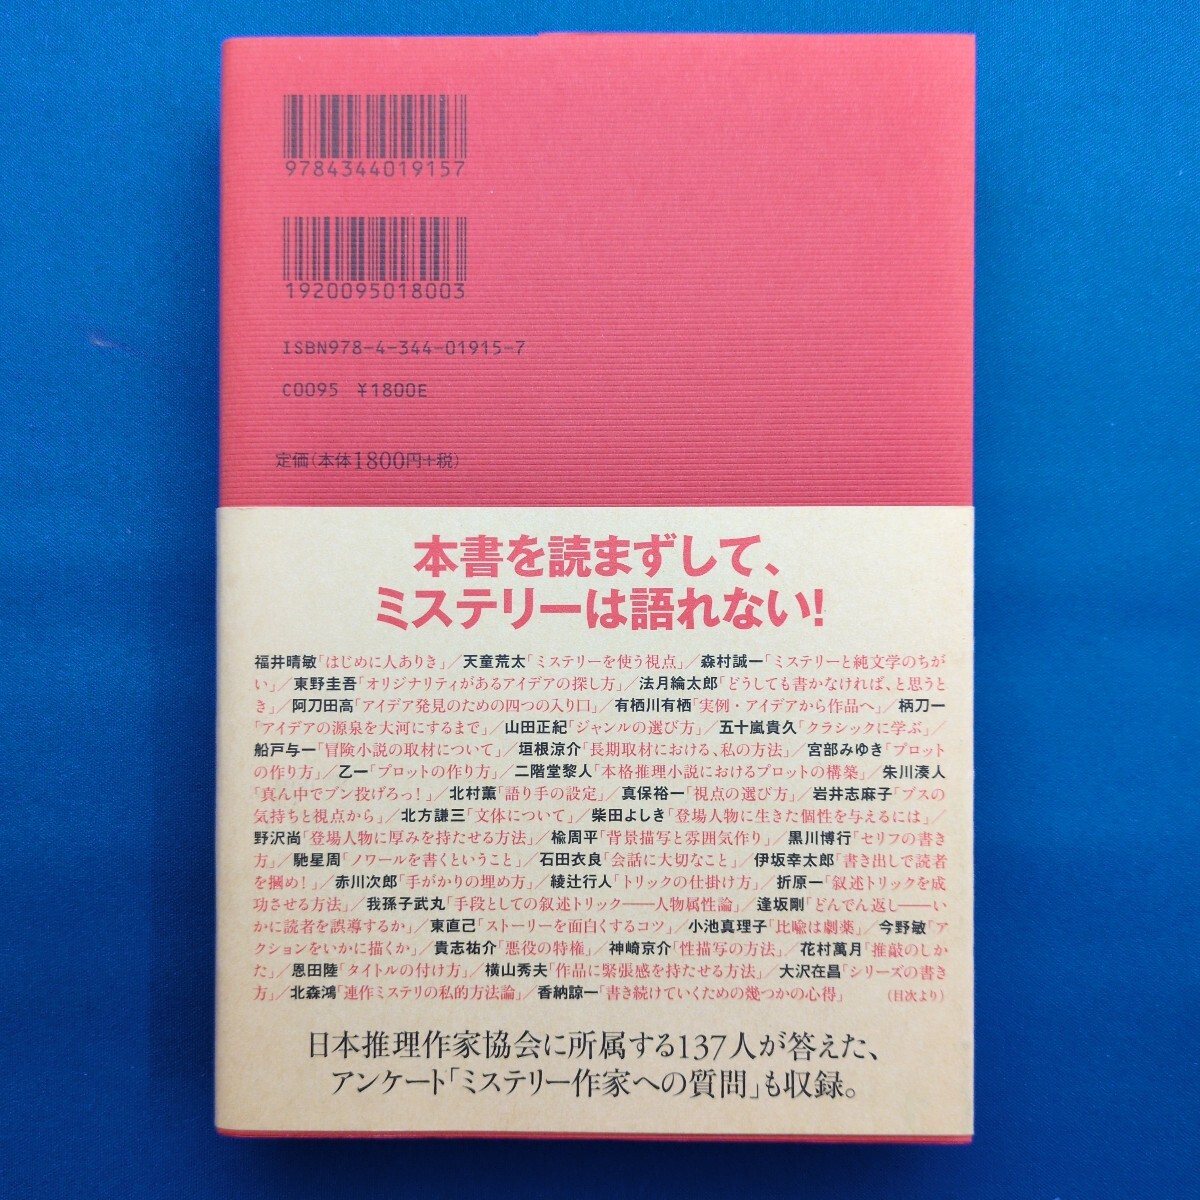 9784344019157
1920095018003
ISBN978-4-344-01915-7
C0095 ¥1800E
定価(本体1800円+税)
本書を読まずして、
ミステリーは語れない!
福井晴敏「はじめに人ありき」/天童荒太「ミステリーを使う視点」/森村誠一「ミステリーと純文学のちが
い」/東野圭吾「オリジナリティがあるアイデアの探し方」/法月綸太郎「どうしても書かなければ、と思うと
き」/阿刀田高「アイデア発見のための四つの入り口」/有栖川有栖「実例・アイデアから作品へ」/柄刀一
「アイデアの源泉を大河にするまで」/山田正紀「ジャンルの選び方」/五十嵐貴久「クラシックに学ぶ」/
船戸与一「冒険小説の取材について」/垣根涼介「長期取材における、私の方法」/宮部みゆき「プロット
の作り方」/乙一「プロットの作り方」/二階堂黎人「本格推理小説におけるプロットの構築」/朱川湊人
「真ん中でブン投げろっ!」/北村薫「語り手の設定」/真保裕一「視点の選び方」/岩井志麻子「ブスの
気持ちと視点から」/北方謙三「文体について」/柴田よしき「登場人物に生きた個性を与えるには」/
野沢尚「登場人物に厚みを持たせる方法」/楡周平「背景描写と雰囲気作り」/黒川博行「セリフの書き
方」/馳星周「ノワールを書くということ」/石田衣良「会話に大切なこと」/伊坂幸太郎「書き出しで読者
を摑め!」/赤川次郎「手がかりの埋め方」/綾辻行人「トリックの仕掛け方」/折原一「叙述トリックを成
功させる方法」/我孫子武丸「手段としての叙述トリック——人物属性論」/逢坂剛「どんでん返し——い
かに読者を誤導するか」/東直己「ストーリーを面白くするコツ」/小池真理子「比喩は劇薬」/今野敏「ア
クションをいかに描くか」/貴志祐介「悪役の特権」/神崎京介「性描写の方法」/花村萬月「推敲のしか
た」/恩田陸「タイトルの付け方」/横山秀夫「作品に緊張感を持たせる方法」/大沢在昌「シリーズの書き
方」/北森鴻「連作ミステリの私的方法論」/香納諒一「書き続けていくための幾つかの心得」 (目次より)
日本推理作家協会に所属する137人が答えた、
アンケート「ミステリー作家への質問」も収録。